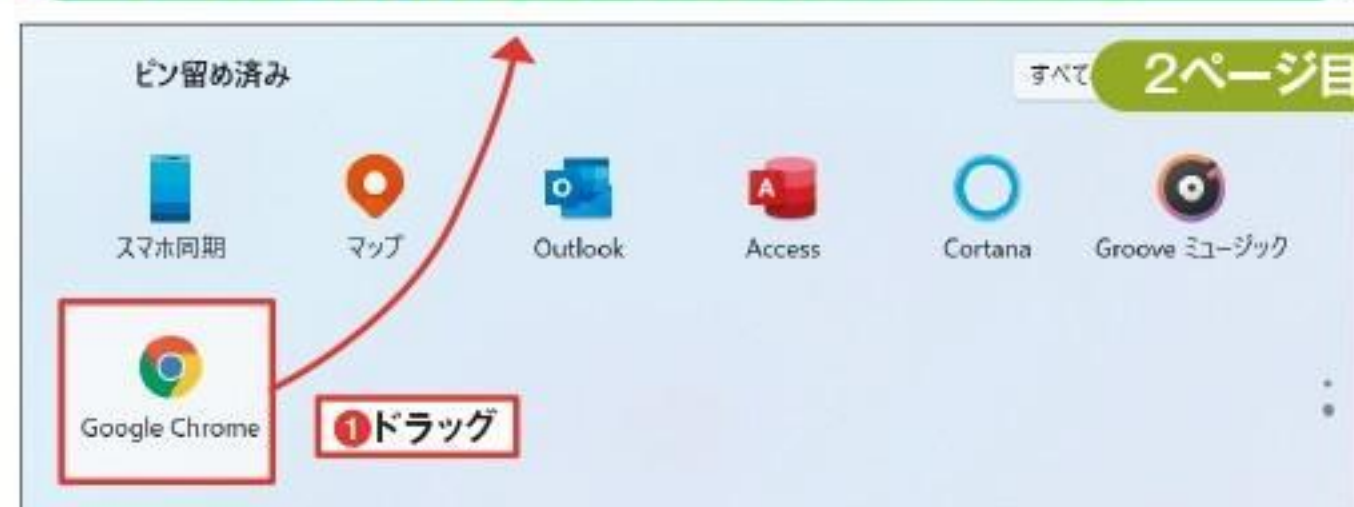 ピン留め済み
すべて
2ページ目
スマホ同期
マップ
Outlook
Access
Cortana
Groove ミュージック
Google Chrome
❶ドラッグ